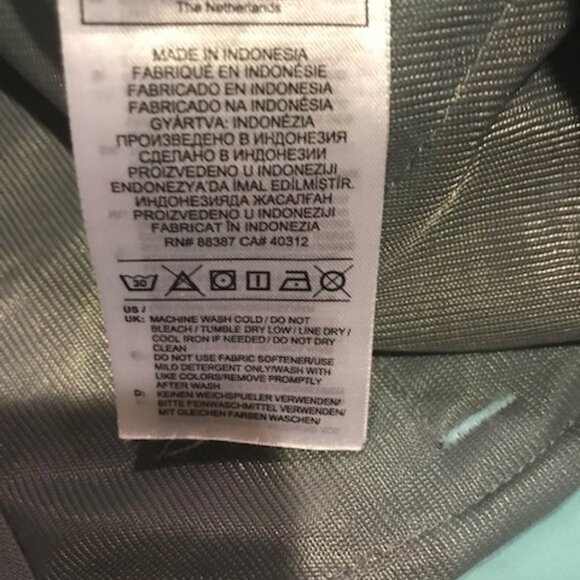 The Netherlands
MADE IN INDONESIA
FABRIQUÉ EN INDONÉSIE
FABRICADO EN INDONESIA
FABRICADO NA INDONÉSIA
GYÁRTVA: INDONÉZIA
ПРОИЗВЕДЕНО В ИНДОНЕЗИЯ
СДЕЛАНО В ИНДОНЕЗИИ
PROIZVEDENO U INDONEZIJI
ENDONEZYA'DA İMAL EDİLMİŞTİR.
ИНДОНЕЗИЯДА ЖАСАЛҒАН
PROIZVEDENO U INDONEZIJI
FABRICAT ÎN INDONEZIA
RN# 88387 CA# 40312
30
US /
UK: MACHINE WASH COLD / DO NOT
BLEACH / TUMBLE DRY LOW / LINE DRY /
COOL IRON IF NEEDED / DO NOT DRY
CLEAN
DO NOT USE FABRIC SOFTENER/USE
MILD DETERGENT ONLY/WASH WITH
LIKE COLORS/REMOVE PROMPTLY
AFTER WASH
D: KEINEN WEICHSPUELER VERWENDEN/
BITTE FEINWASCHMITTEL VERWENDEN/
MIT GLEICHEN FARBEN WASCHEN/